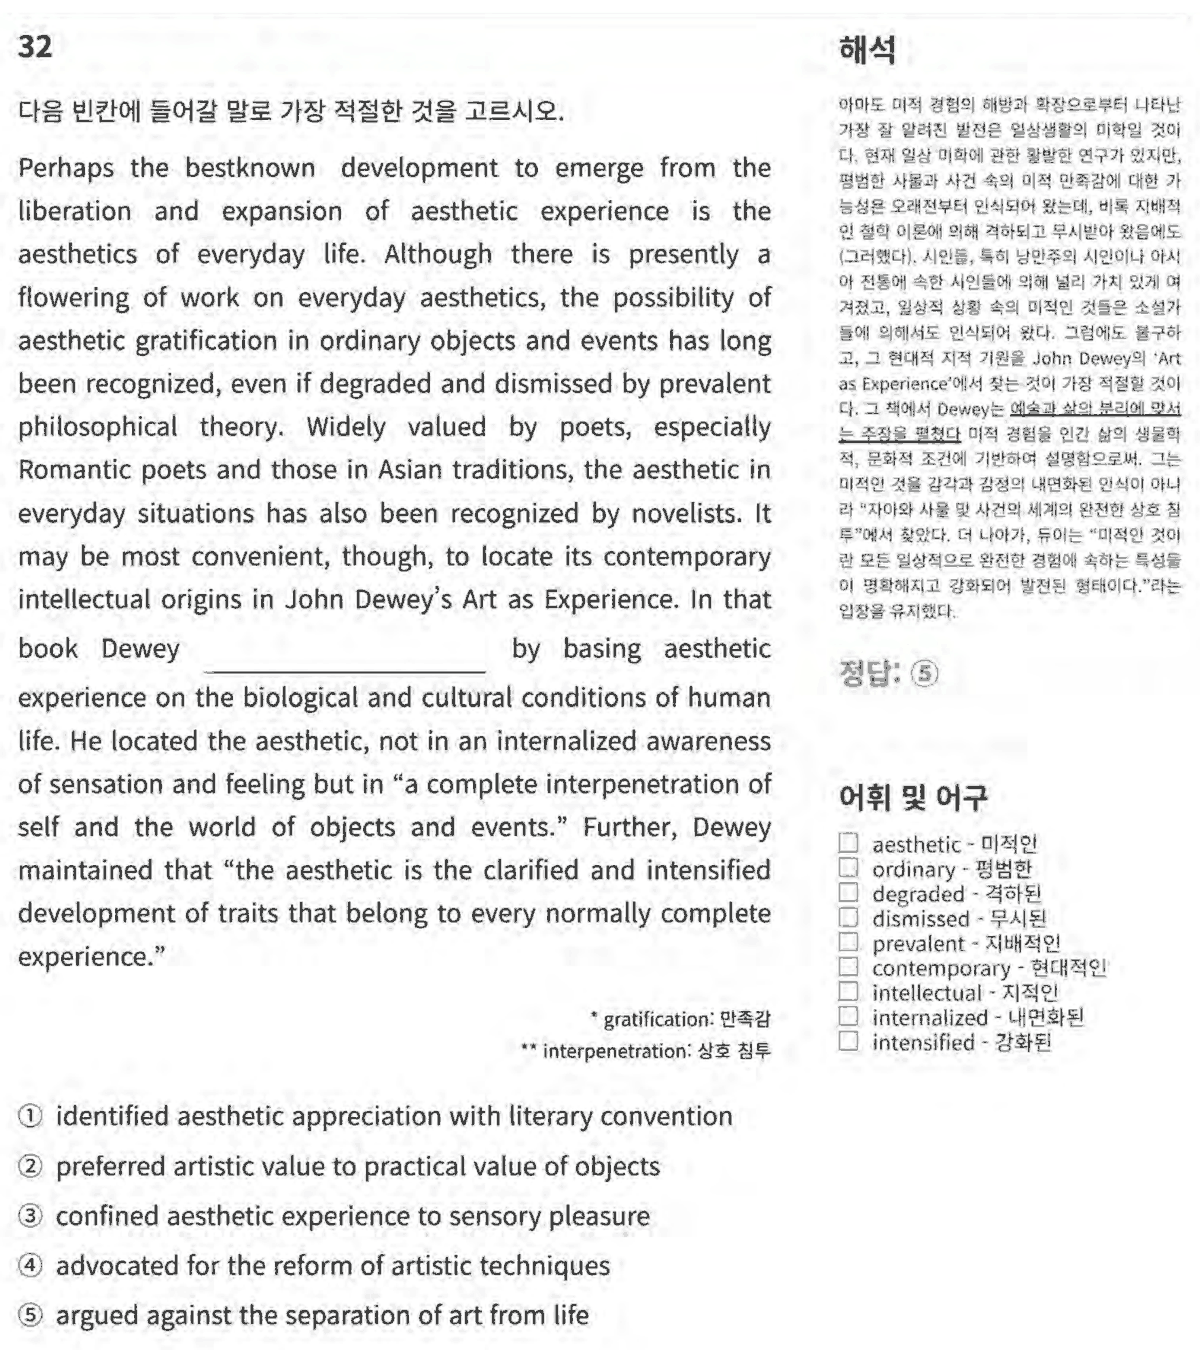 32
다음 빈칸에 들어갈 말로 가장 적절한 것을 고르시오.
Perhaps the bestknown development to emerge from the
liberation and expansion of aesthetic experience is the
aesthetics of everyday life. Although there is presently a
flowering of work on everyday aesthetics, the possibility of
aesthetic gratification in ordinary objects and events has long
been recognized, even if degraded and dismissed by prevalent
philosophical theory. Widely valued by poets, especially
Romantic poets and those in Asian traditions, the aesthetic in
everyday situations has also been recognized by novelists. It
may be most convenient, though, to locate its contemporary
intellectual origins in John Dewey's Art as Experience. In that
book Dewey ____________ by basing aesthetic
experience on the biological and cultural conditions of human
life. He located the aesthetic, not in an internalized awareness
of sensation and feeling but in “a complete interpenetration of
self and the world of objects and events.” Further, Dewey
maintained that “the aesthetic is the clarified and intensified
development of traits that belong to every normally complete
experience.”
* gratification: 만족감
** interpenetration: 상호 침투
① identified aesthetic appreciation with literary convention
② preferred artistic value to practical value of objects
③ confined aesthetic experience to sensory pleasure
④ advocated for the reform of artistic techniques
⑤ argued against the separation of art from life
해석
아마도 미적 경험의 해방과 확장으로부터 나타난
가장 잘 알려진 발전은 일상생활의 미학일 것이
다. 현재 일상 미학에 관한 활발한 연구가 있지만,
평범한 사물과 사건 속의 미적 만족감에 대한 가
능성은 오래전부터 인식되어 왔는데, 비록 지배적
인 철학 이론에 의해 격하되고 무시받아 왔음에도
(그러했다). 시인들, 특히 낭만주의 시인이나 아시
아 전통에 속한 시인들에 의해 널리 가치 있게 여
겨졌고, 일상적 상황 속의 미적인 것들은 소설가
들에 의해서도 인식되어 왔다. 그럼에도 불구하
고, 그 현대적 지적 기원을 John Dewey의 ‘Art
as Experience’에서 찾는 것이 가장 적절할 것이
다. 그 책에서 Dewey는 예술과 삶의 분리에 맞서
는 주장을 펼쳤다 미적 경험을 인간 삶의 생물학
적, 문화적 조건에 기반하여 설명함으로써. 그는
미적인 것을 감각과 감정의 내면화된 인식이 아니
라 “자아와 사물 및 사건의 세계의 완전한 상호 침
투”에서 찾았다. 더 나아가, 듀이는 “미적인 것이
란 모든 일상적으로 완전한 경험에 속하는 특성들
이 명확해지고 강화되어 발전된 형태이다.”라는
입장을 유지했다.
정답: ⑤
어휘 및 어구
☐ aesthetic - 미적인
☐ ordinary - 평범한
☐ degraded - 격하된
☐ dismissed - 무시된
☐ prevalent - 지배적인
☐ contemporary - 현대적인
☐ intellectual - 지적인
☐ internalized - 내면화된
☐ intensified - 강화된